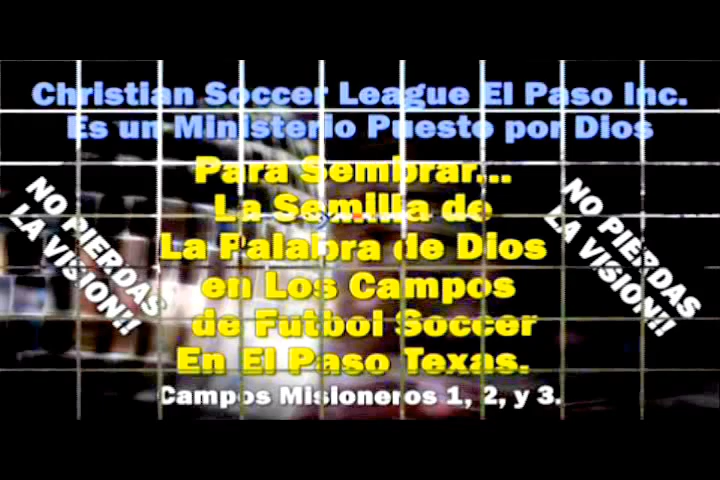 Christian Soccer League El Paso Inc.
Es un Ministerio Puesto por Dios
Para Sembrar...
La Semilla de
La Palabra de Dios
en Los Campos
de Futbol Soccer
En El Paso Texas.
Campos Misioneros 1, 2, y 3.
NO PIERDAS
LA VISION!!
NO PIERDAS
LA VISION!!